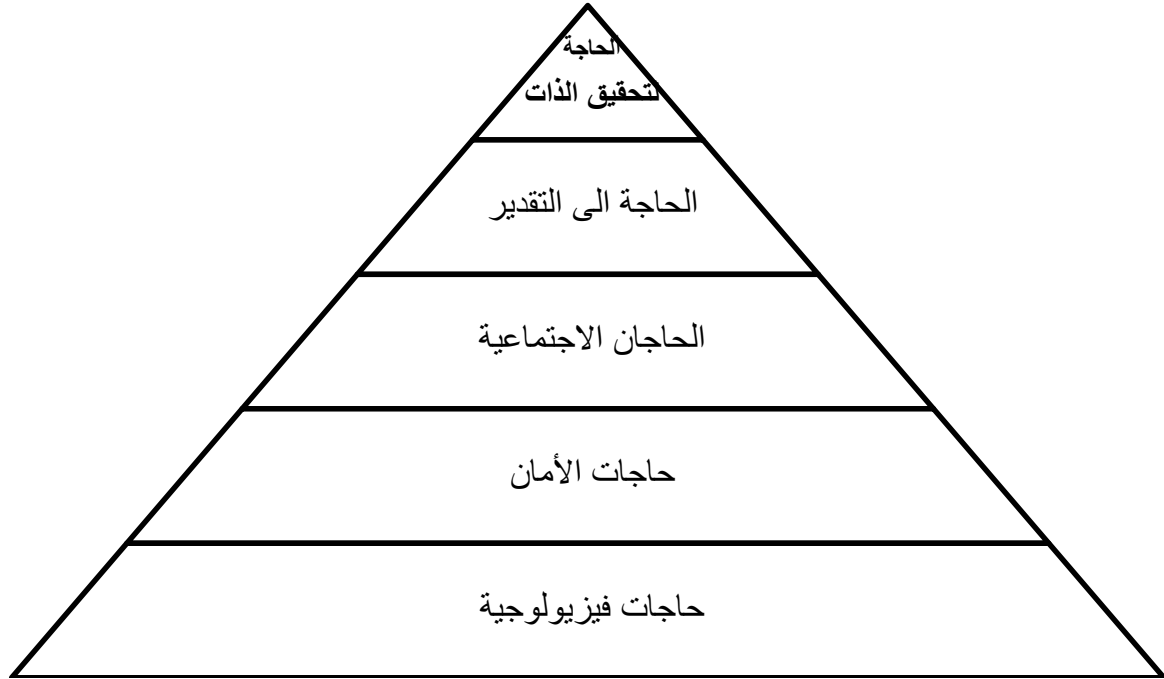 الحاجة
لتحقيق الذات
الحاجة الى التقدير
الحاجان الاجتماعية
حاجات الأمان
حاجات فيزيولوجية